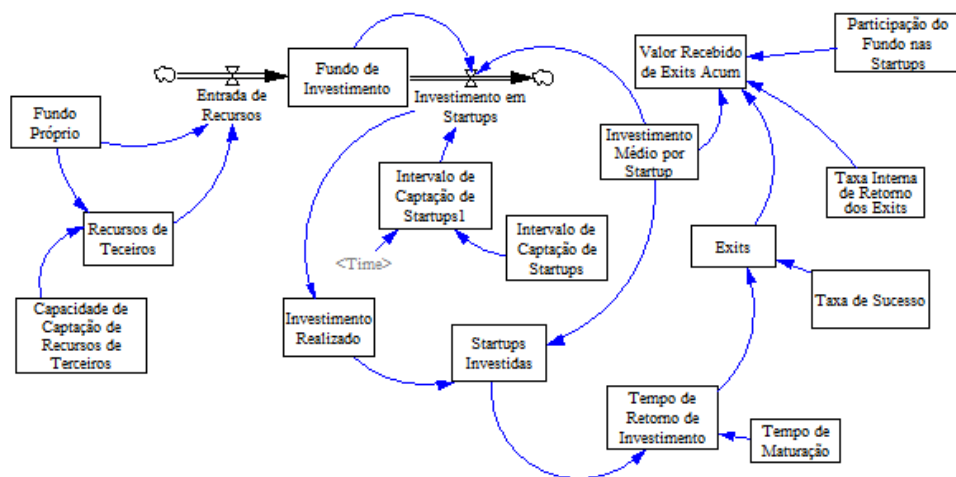 Participação do
Fundo nas
Startups
Valor Recebido
de Exits Acum
Fundo de
Investimento
Entrada de
Recursos
Investimento em
Startups
Fundo
Próprio
Investimento
Médio por
Startup
Intervalo de
Captação de
Startups1
Taxa Interna
de Retorno
dos Exits
Recursos de
Teceiros
Intervalo de
Captação de
Startups
<Time>
Exits
Taxa de Sucesso
Capacidade de
Captação de
Recursos de
Terceiros
Investimento
Realizado
Startups
Investidas
Tempo de
Retorno de
Investimento
Tempo de
Maturação